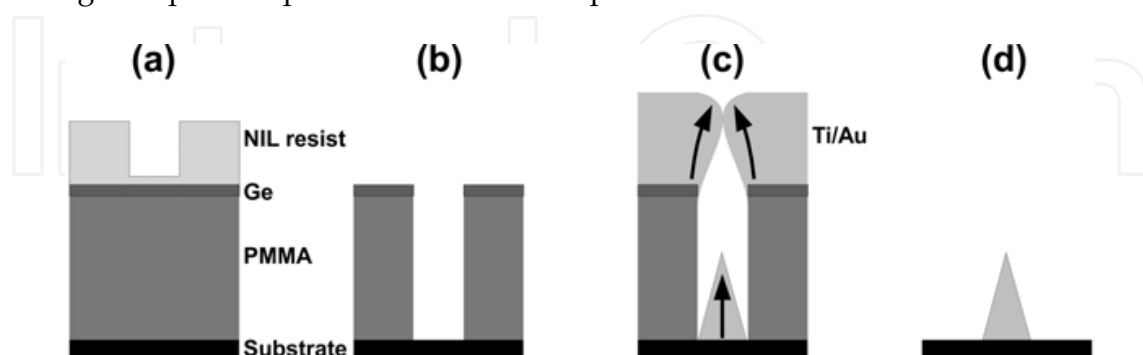 (a) (b) (c) (d)
NIL resist
Ti/Au
Ge
PMMA
Substrate